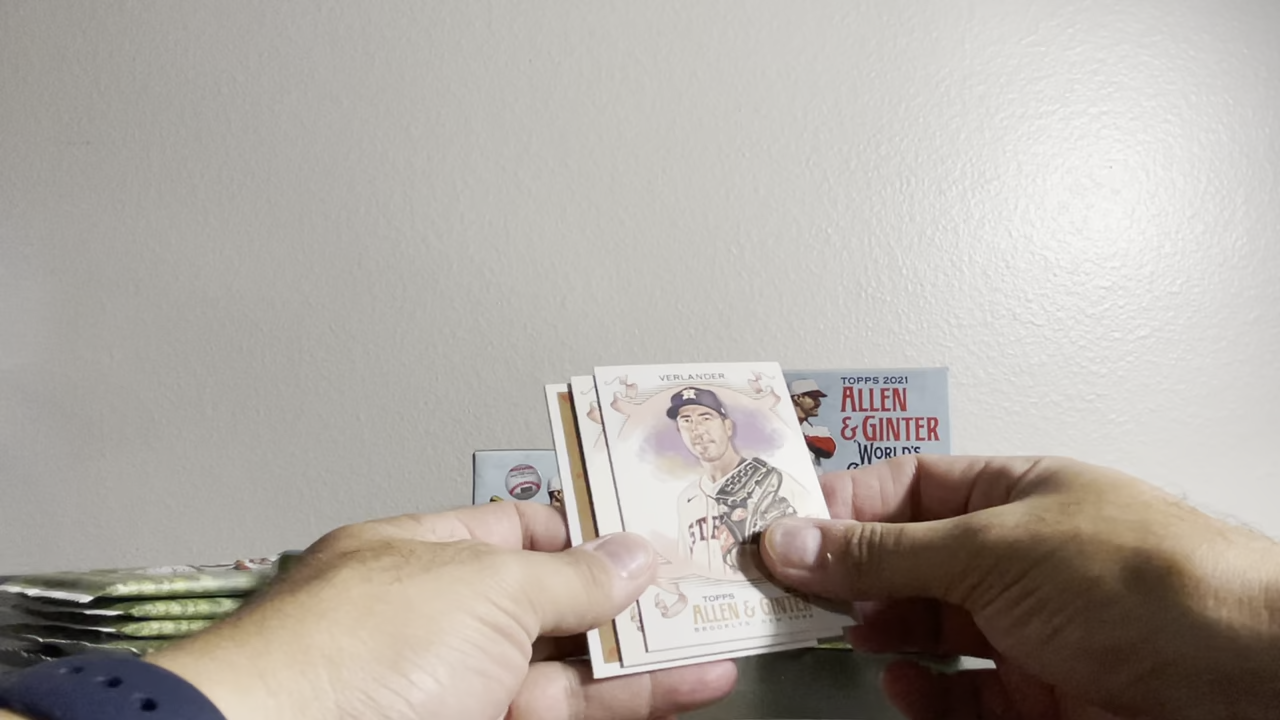 VERLANDER
TOPPS
ALLEN & GINTER
BROOKLYN, NEW YORK
TOPPS 2021
ALLEN
& GINTER
WORLD'S